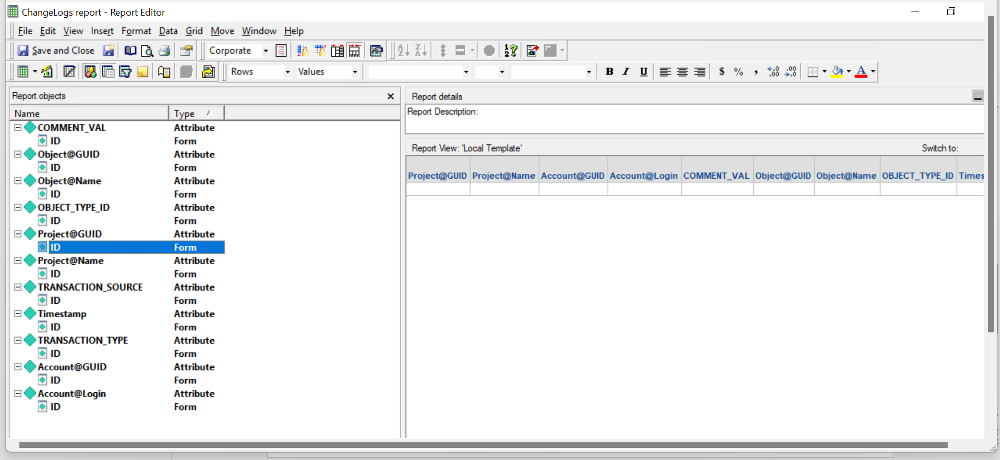 ChangeLogs report - Report Editor
File Edit View Insert Format Data Grid Move Window Help
Save and Close Corporate
Rows Values B I U $ % ,
Report objects
Name Type
COMMENT_VAL Attribute
ID Form
Object@GUID Attribute
ID Form
Object@Name Attribute
ID Form
OBJECT_TYPE_ID Attribute
ID Form
Project@GUID Attribute
ID Form
Project@Name Attribute
ID Form
TRANSACTION_SOURCE Attribute
ID Form
Timestamp Attribute
ID Form
TRANSACTION_TYPE Attribute
ID Form
Account@GUID Attribute
ID Form
Account@Login Attribute
ID Form
Report details
Report Description:
Report View: 'Local Template' Switch to:
Project@GUID Project@Name Account@GUID Account@Login COMMENT_VAL Object@GUID Object@Name OBJECT_TYPE_ID Times